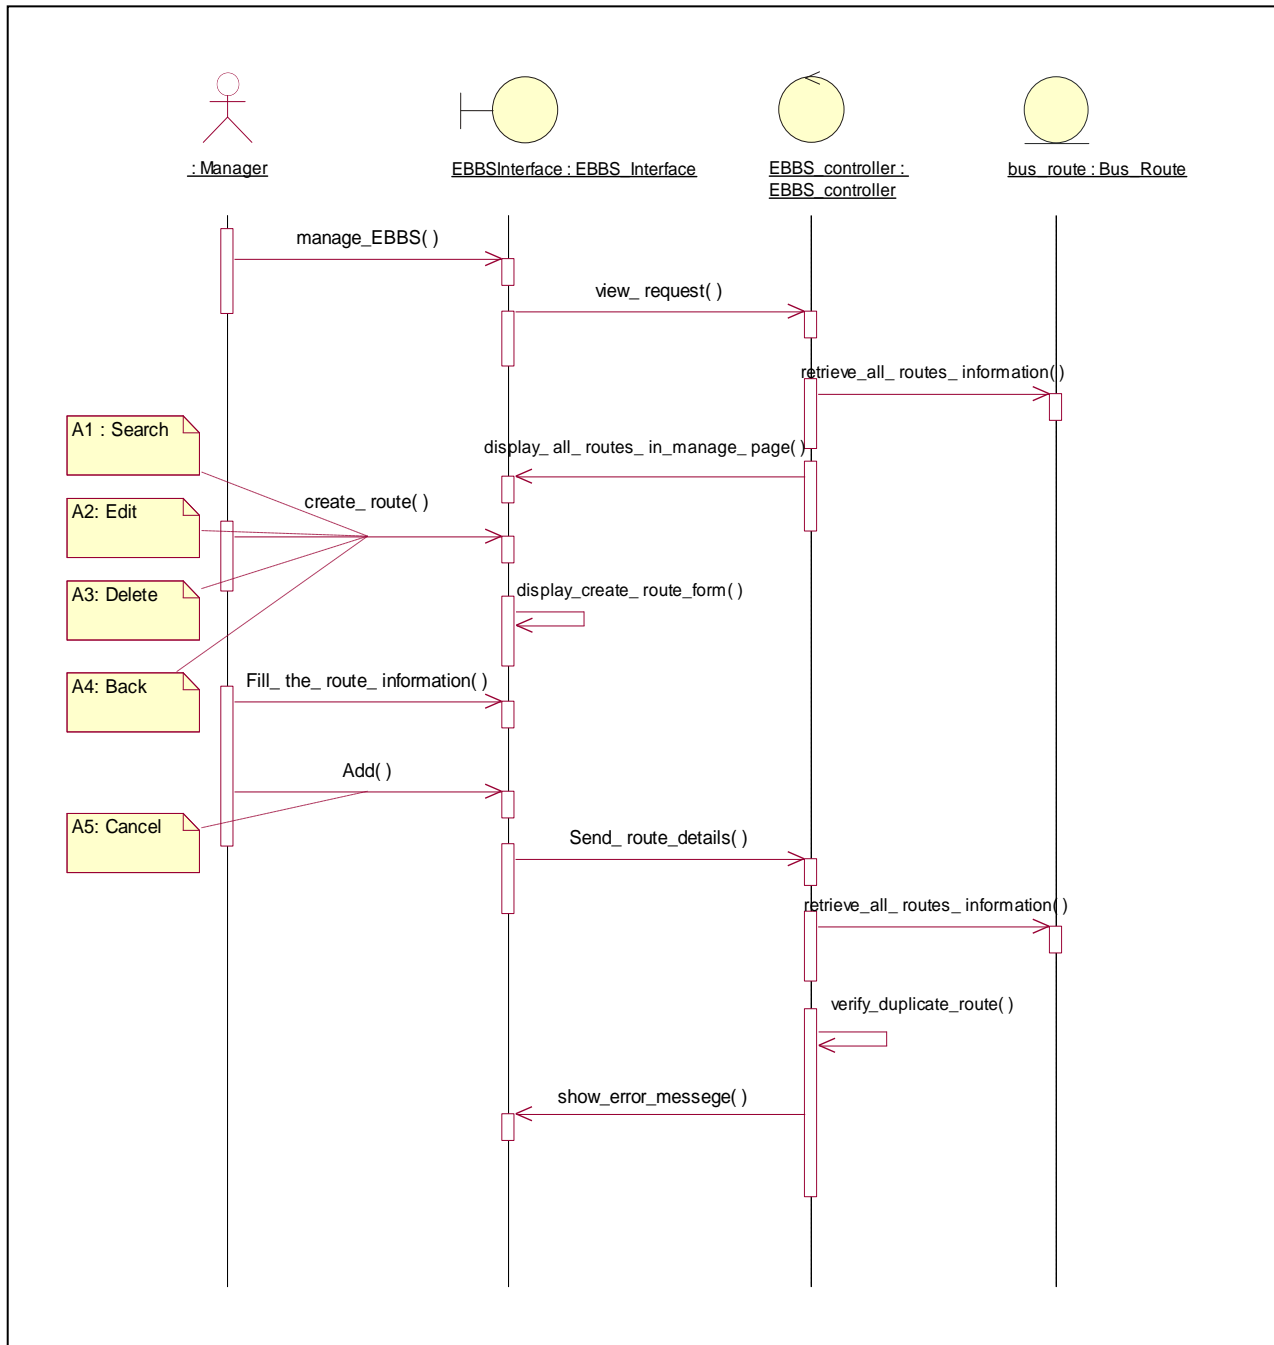 : Manager
EBBSInterface : EBBS_Interface
EBBS_controller :
EBBS_controller
bus_route : Bus_Route
manage_EBBS( )
view_ request( )
retrieve_all_ routes_ information( )
A1 : Search
display_ all_ routes_ in_manage_ page( )
create_ route( )
A2: Edit
A3: Delete
display_create_ route_form( )
A4: Back
Fill_ the_ route_ information( )
Add( )
A5: Cancel
Send_ route_details( )
retrieve_all_ routes_ information( )
verify_duplicate_route( )
show_error_messege( )